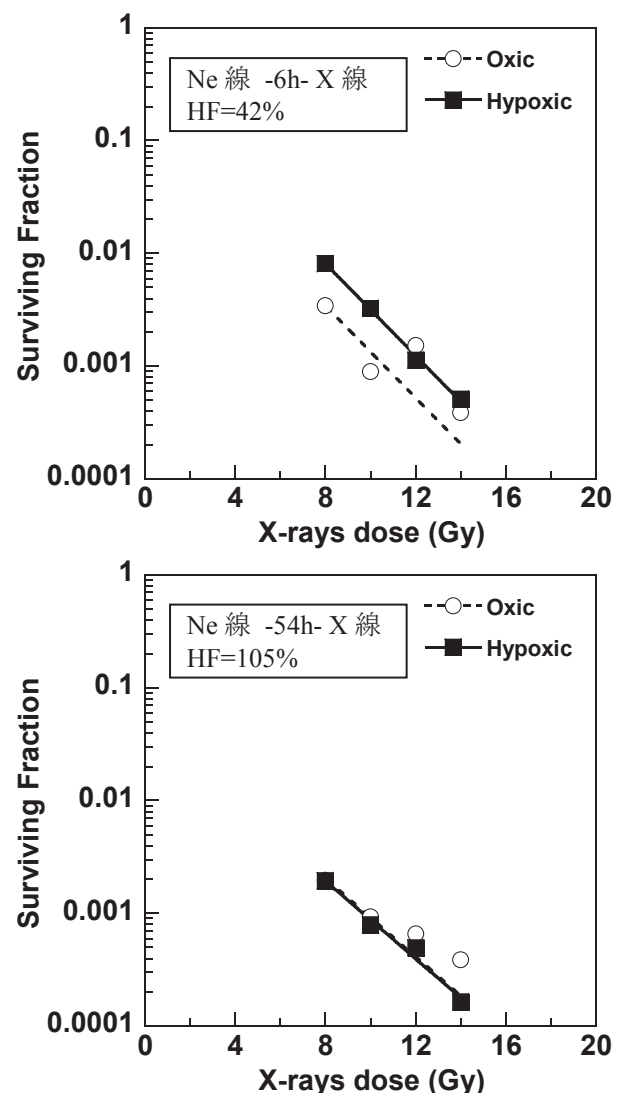 1
Ne 線 -6h- X 線
HF=42%
Oxic
Hypoxic
0.1
0.01
0.001
0.0001
Surviving Fraction
0 4 8 12 16 20
X-rays dose (Gy)
1
Ne 線 -54h- X 線
HF=105%
Oxic
Hypoxic
0.1
0.01
0.001
0.0001
Surviving Fraction
0 4 8 12 16 20
X-rays dose (Gy)